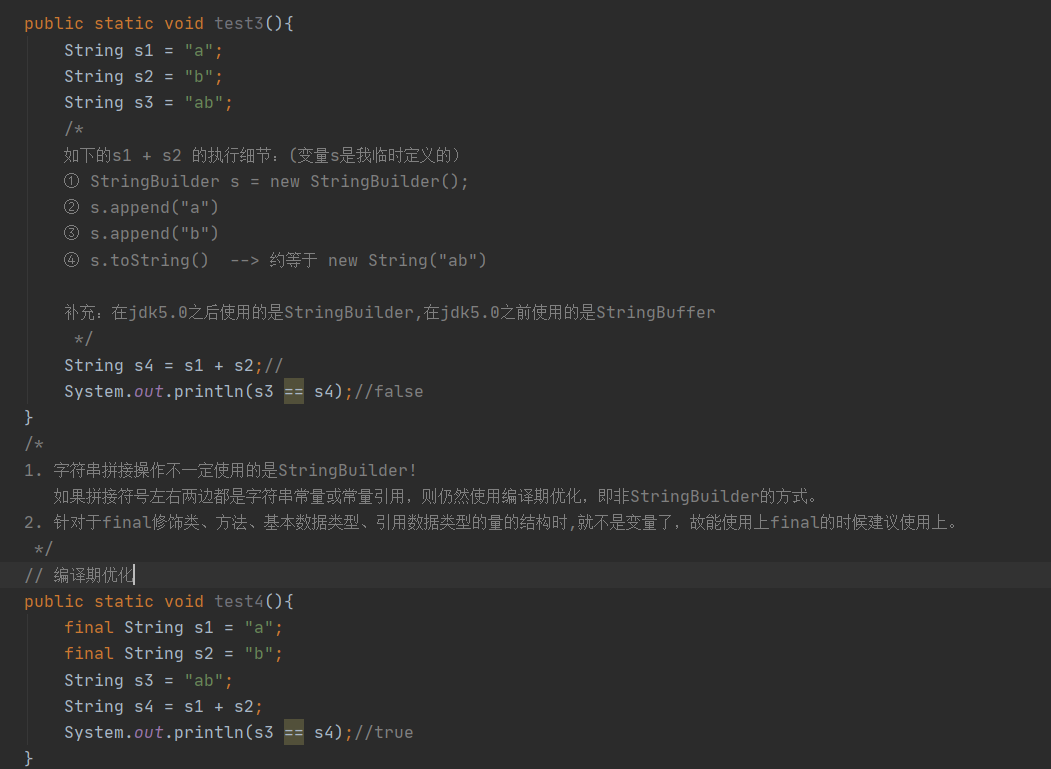 public static void test3(){
String s1 = "a";
String s2 = "b";
String s3 = "ab";
/*
如下的s1 + s2 的执行细节：(变量s是我临时定义的）
① StringBuilder s = new StringBuilder();
② s.append("a")
③ s.append("b")
④ s.toString()  --> 约等于 new String("ab")
补充：在jdk5.0之后使用的是StringBuilder,在jdk5.0之前使用的是StringBuffer
*/
String s4 = s1 + s2;//
System.out.println(s3 == s4);//false
}
/*
1. 字符串拼接操作不一定使用的是StringBuilder!
如果拼接符号左右两边都是字符串常量或常量引用，则仍然使用编译期优化，即非StringBuilder的方式。
2. 针对于final修饰类、方法、基本数据类型、引用数据类型的量的结构时,就不是变量了，故能使用上final的时候建议使用上。
*/
// 编译期优化
public static void test4(){
final String s1 = "a";
final String s2 = "b";
String s3 = "ab";
String s4 = s1 + s2;
System.out.println(s3 == s4);//true
}